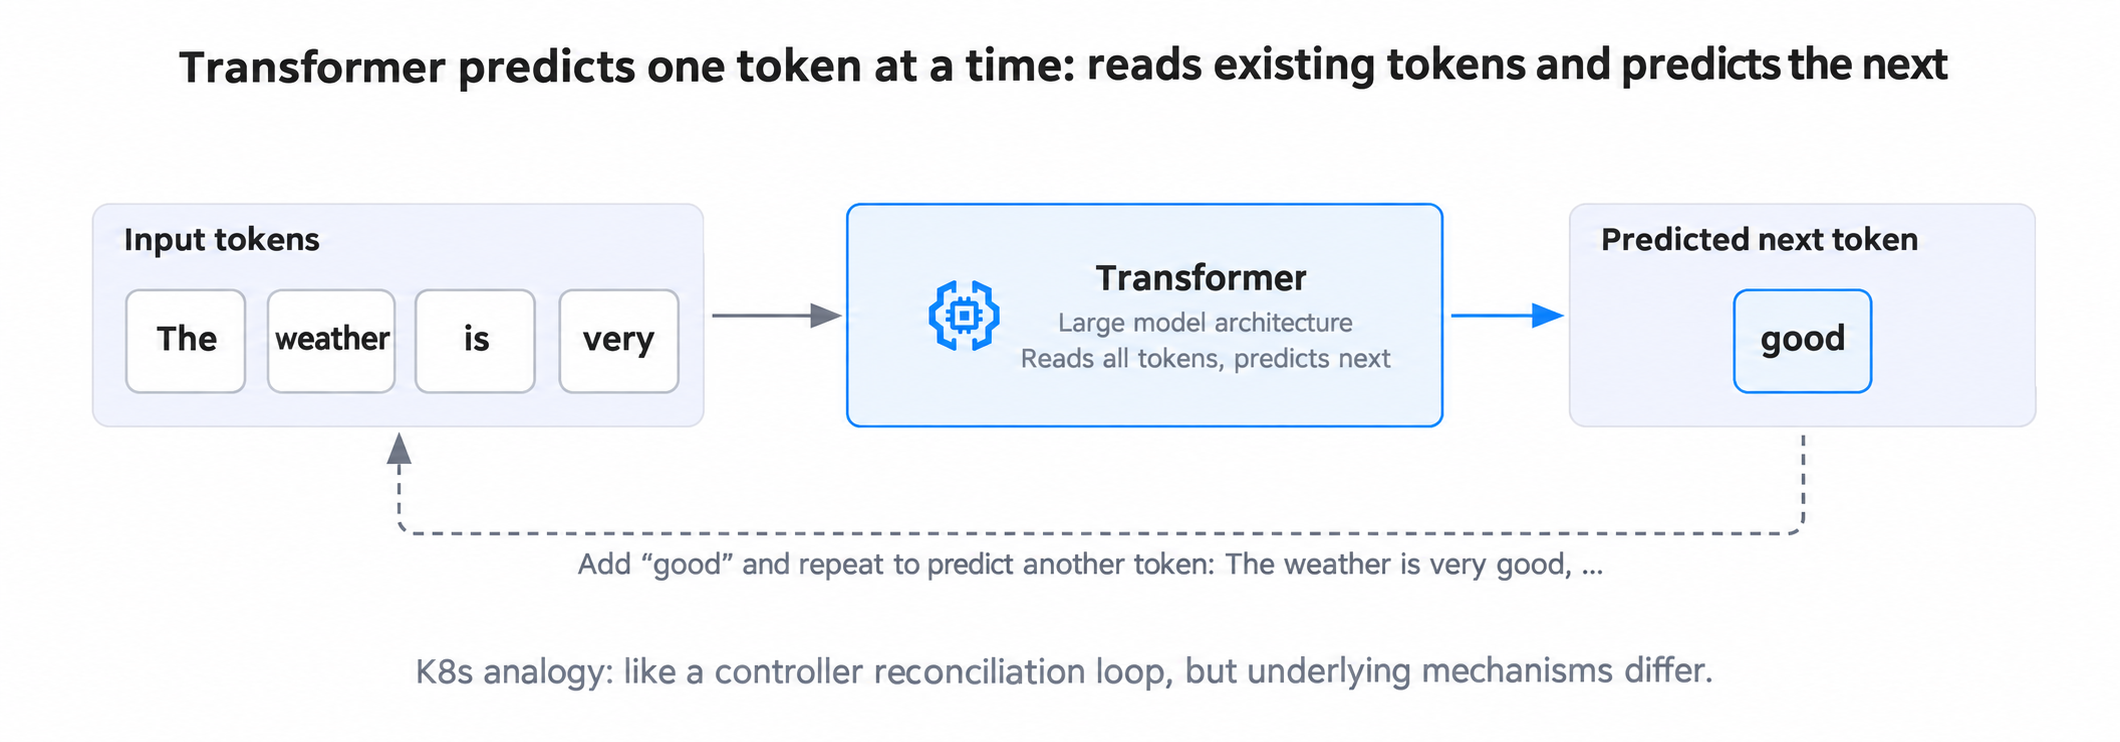 Transformer predicts one token at a time: reads existing tokens and predicts the next
Input tokens
The
weather
is
very
Transformer
Large model architecture
Reads all tokens, predicts next
Predicted next token
good
Add “good” and repeat to predict another token: The weather is very good, ...
K8s analogy: like a controller reconciliation loop, but underlying mechanisms differ.